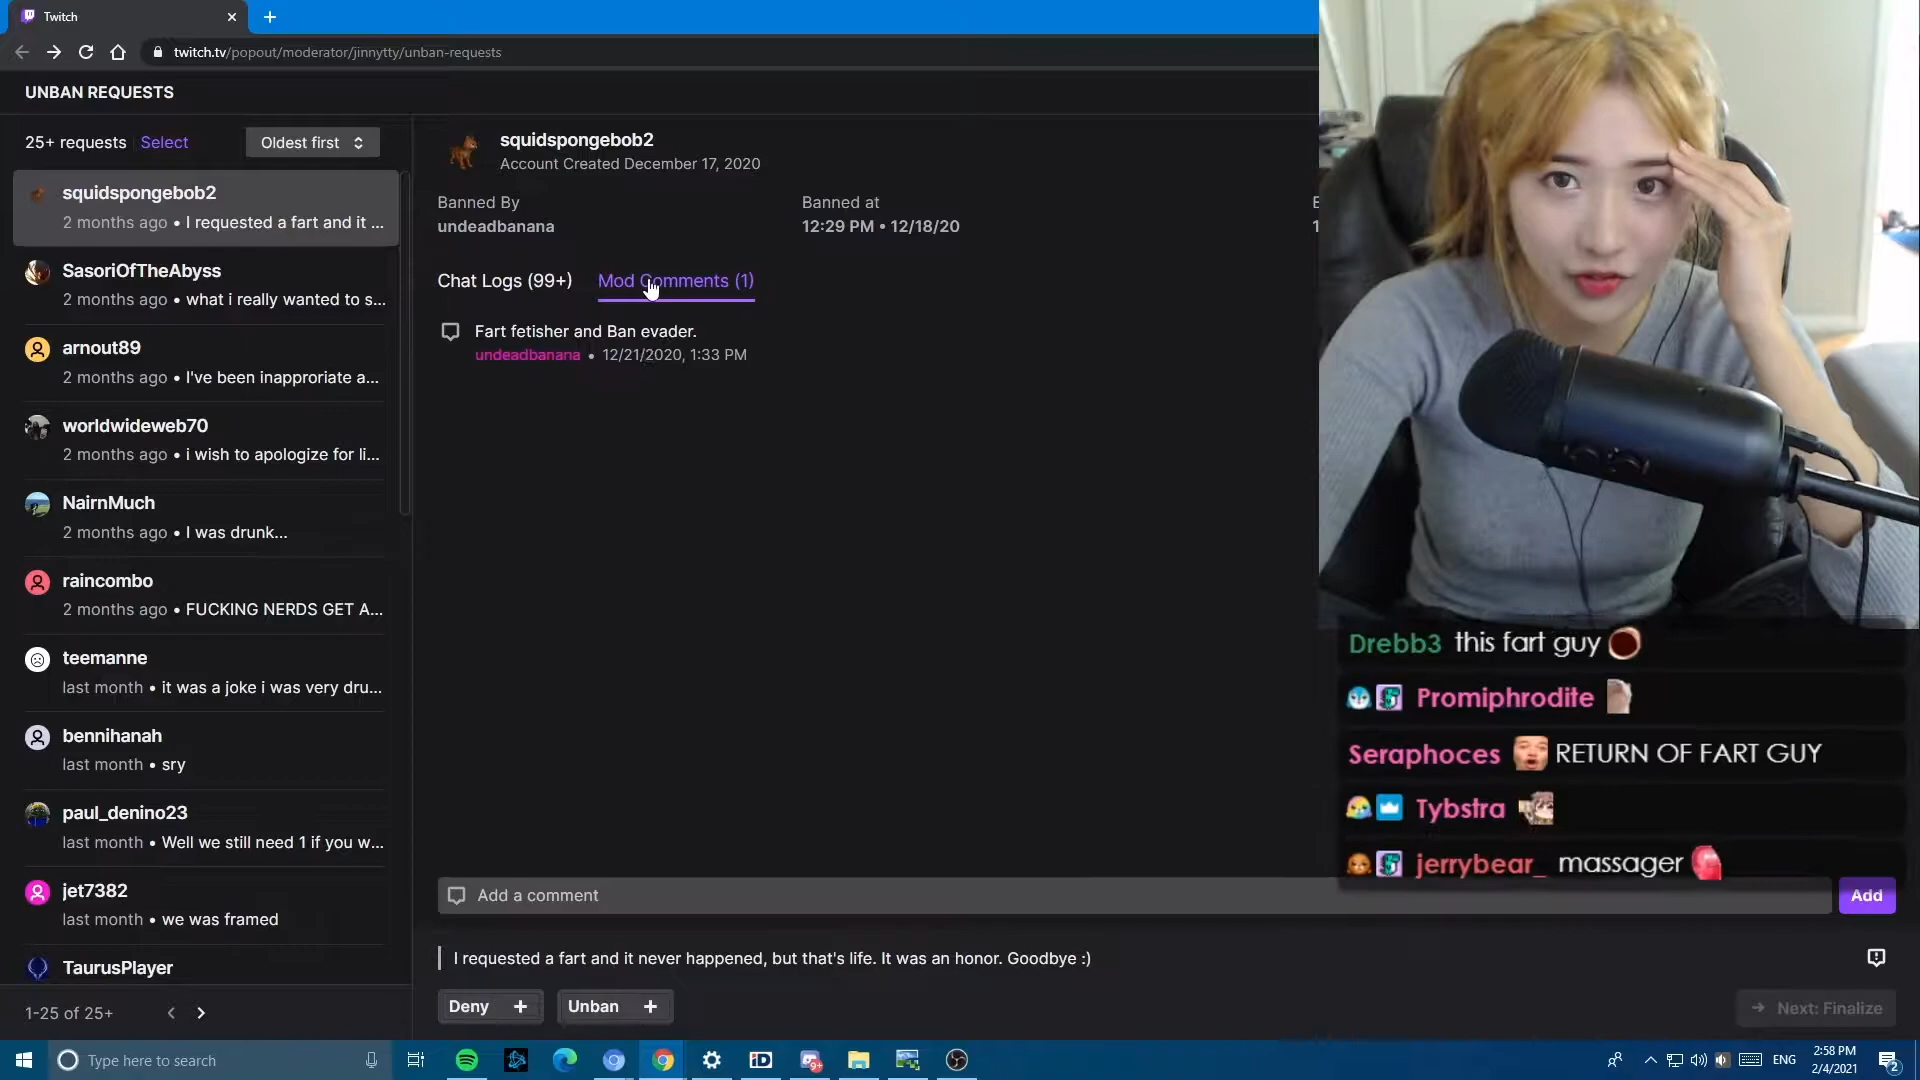 Twitch
twitch.tv/popout/moderator/jinnytty/unban-requests
UNBAN REQUESTS
25+ requests Select Oldest first
squidspongebob2
2 months ago • I requested a fart and it ...
SasoriOfTheAbyss
2 months ago • what i really wanted to s...
arnout89
2 months ago • I've been inapproriate a...
worldwideweb70
2 months ago • i wish to apologize for li...
NairnMuch
2 months ago • I was drunk...
raincombo
2 months ago • FUCKING NERDS GET A...
teemanne
last month • it was a joke i was very dru...
bennihanah
last month • sry
paul_denino23
last month • Well we still need 1 if you w...
jet7382
last month • we was framed
TaurusPlayer
1-25 of 25+
squidspongebob2
Account Created December 17, 2020
Banned By
undeadbanana
Banned at
12:29 PM • 12/18/20
Chat Logs (99+) Mod Comments (1)
Fart fetisher and Ban evader.
undeadbanana • 12/21/2020, 1:33 PM
Drebb3 this fart guy
Promiphrodite
Seraphoces RETURN OF FART GUY
Tybstra
jerrybear_ massager
Add a comment
Add
I requested a fart and it never happened, but that's life. It was an honor. Goodbye :)
Deny + Unban +
Next: Finalize
Type here to search
iD
9+
ENG
2:58 PM
2/4/2021
2